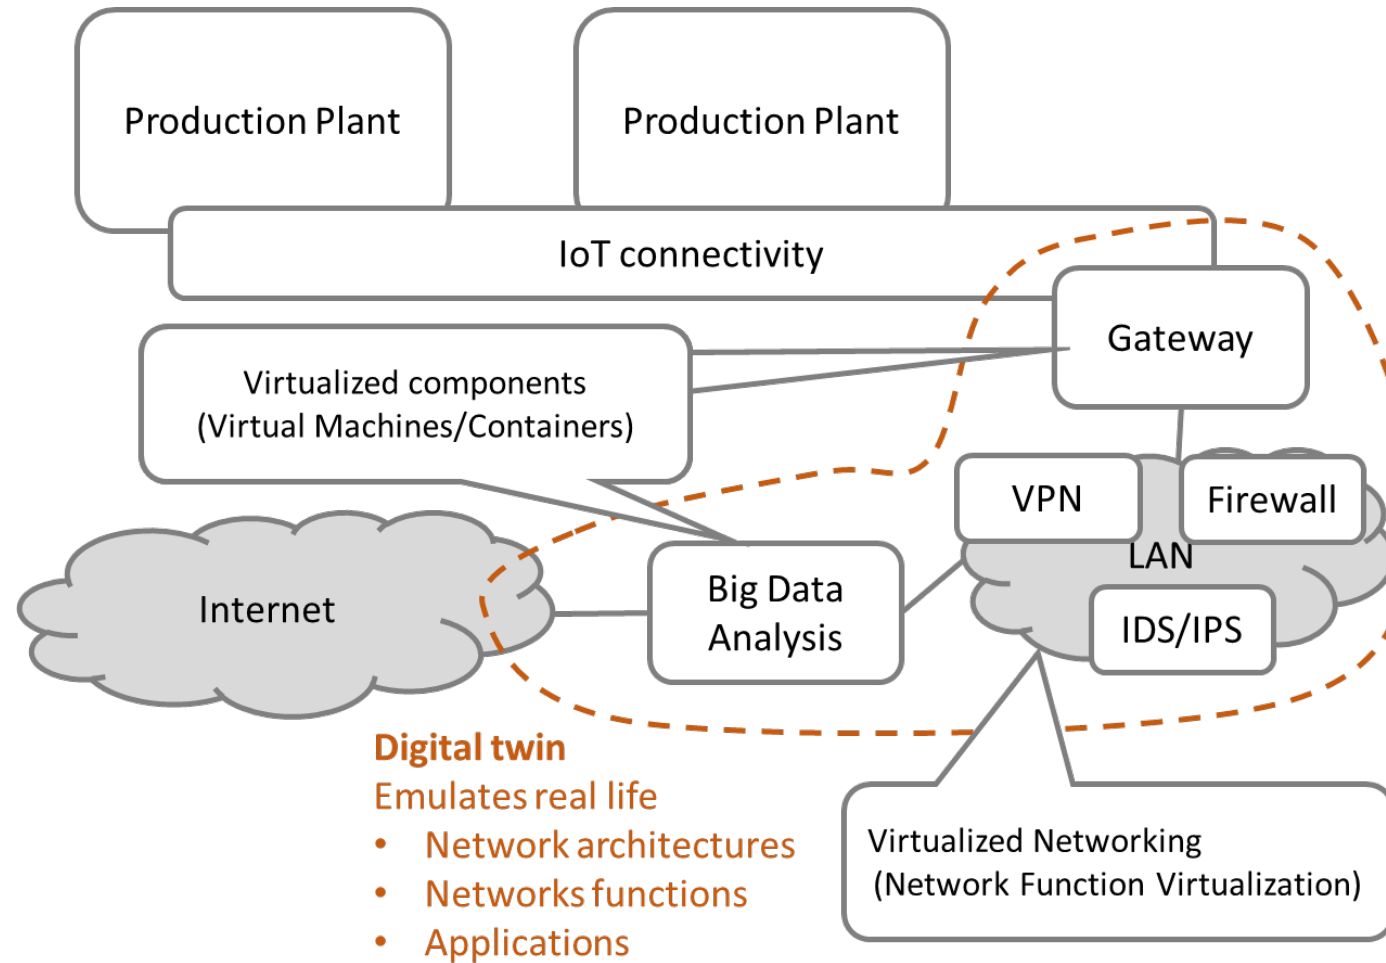 Production Plant
Production Plant
IoT connectivity
Gateway
Virtualized components
(Virtual Machines/Containers)
VPN
Firewall
LAN
Internet
Big Data
Analysis
IDS/IPS
Digital twin
Emulates real life
• Network architectures
• Networks functions
• Applications
Virtualized Networking
(Network Function Virtualization)